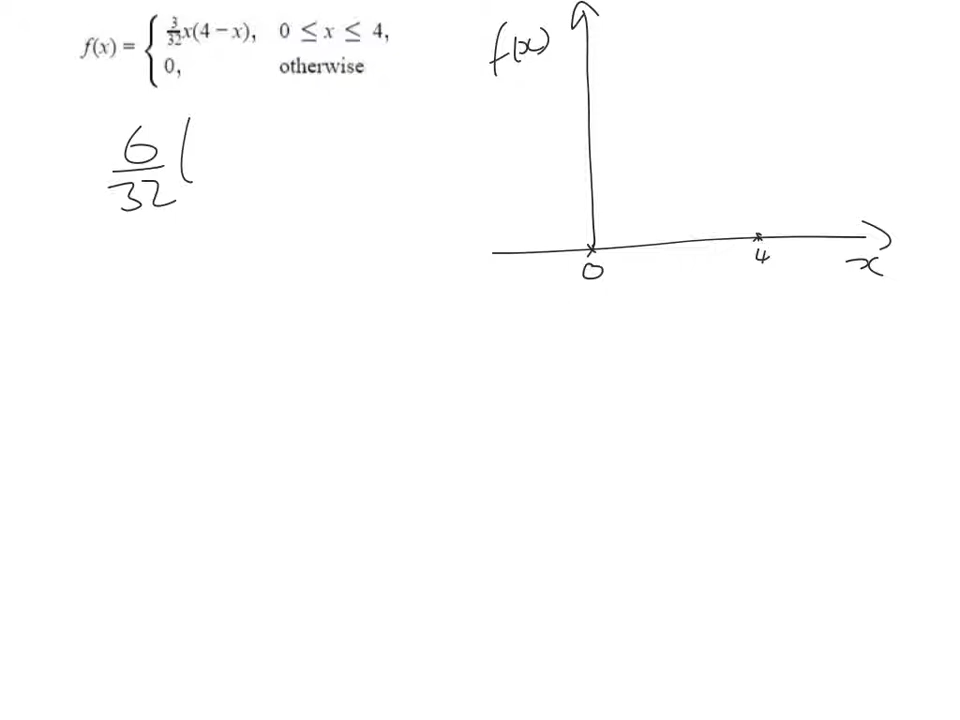 f(x) = { 3/32 x(4 − x), 0 ≤ x ≤ 4,
0, otherwise
6/32 (
f(x)
0
4
x